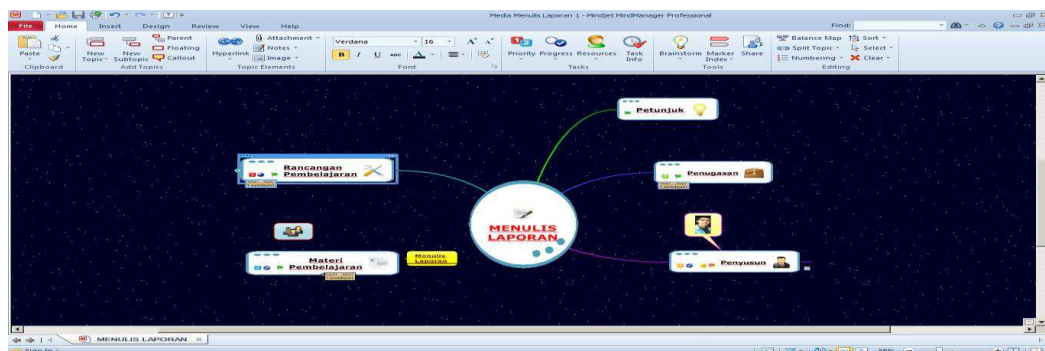 Media Menulis Laporan 1 - Mindjet MindManager Professional
File Home Insert Design Review View Help
Find:
Paste
New Topic
New Subtopic
Parent
Floating
Callout
Hyperlink
Attachment
Notes
Image
Verdana 16
B I U abc A
Priority Progress Resources Task Info
Brainstorm Marker Index Share
Balance Map Sort
Split Topic Select
Numbering Clear
Clipboard Add Topics Topic Elements Font Tasks Tools Editing
Petunjuk
Rancangan
Pembelajaran
Penugasan
MENULIS
LAPORAN
Materi
Pembelajaran
Menulis
Laporan
Penyusun
MENULIS LAPORAN